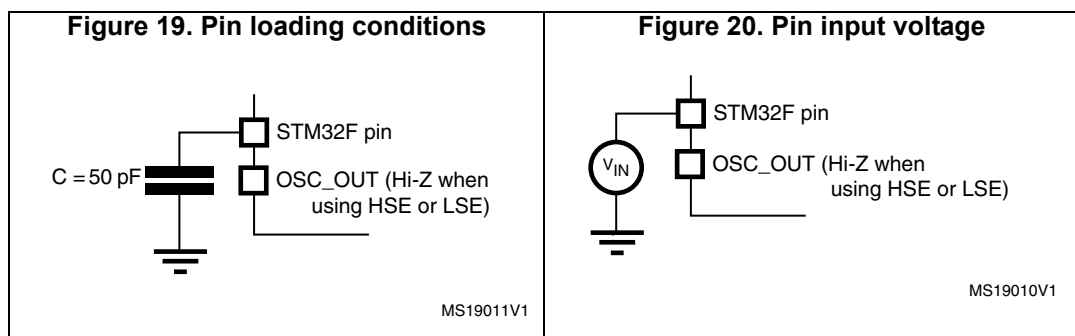 Figure 19. Pin loading conditions
STM32F pin
C = 50 pF
OSC_OUT (Hi-Z when
using HSE or LSE)
MS19011V1
Figure 20. Pin input voltage
STM32F pin
VIN
OSC_OUT (Hi-Z when
using HSE or LSE)
MS19010V1